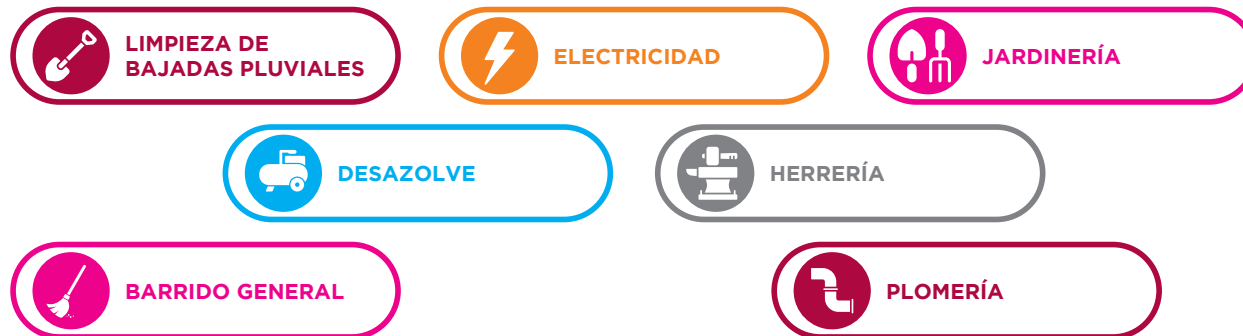 LIMPIEZA DE
BAJADAS PLUVIALES
ELECTRICIDAD
JARDINERÍA
DESAZOLVE
HERRERÍA
BARRIDO GENERAL
PLOMERÍA